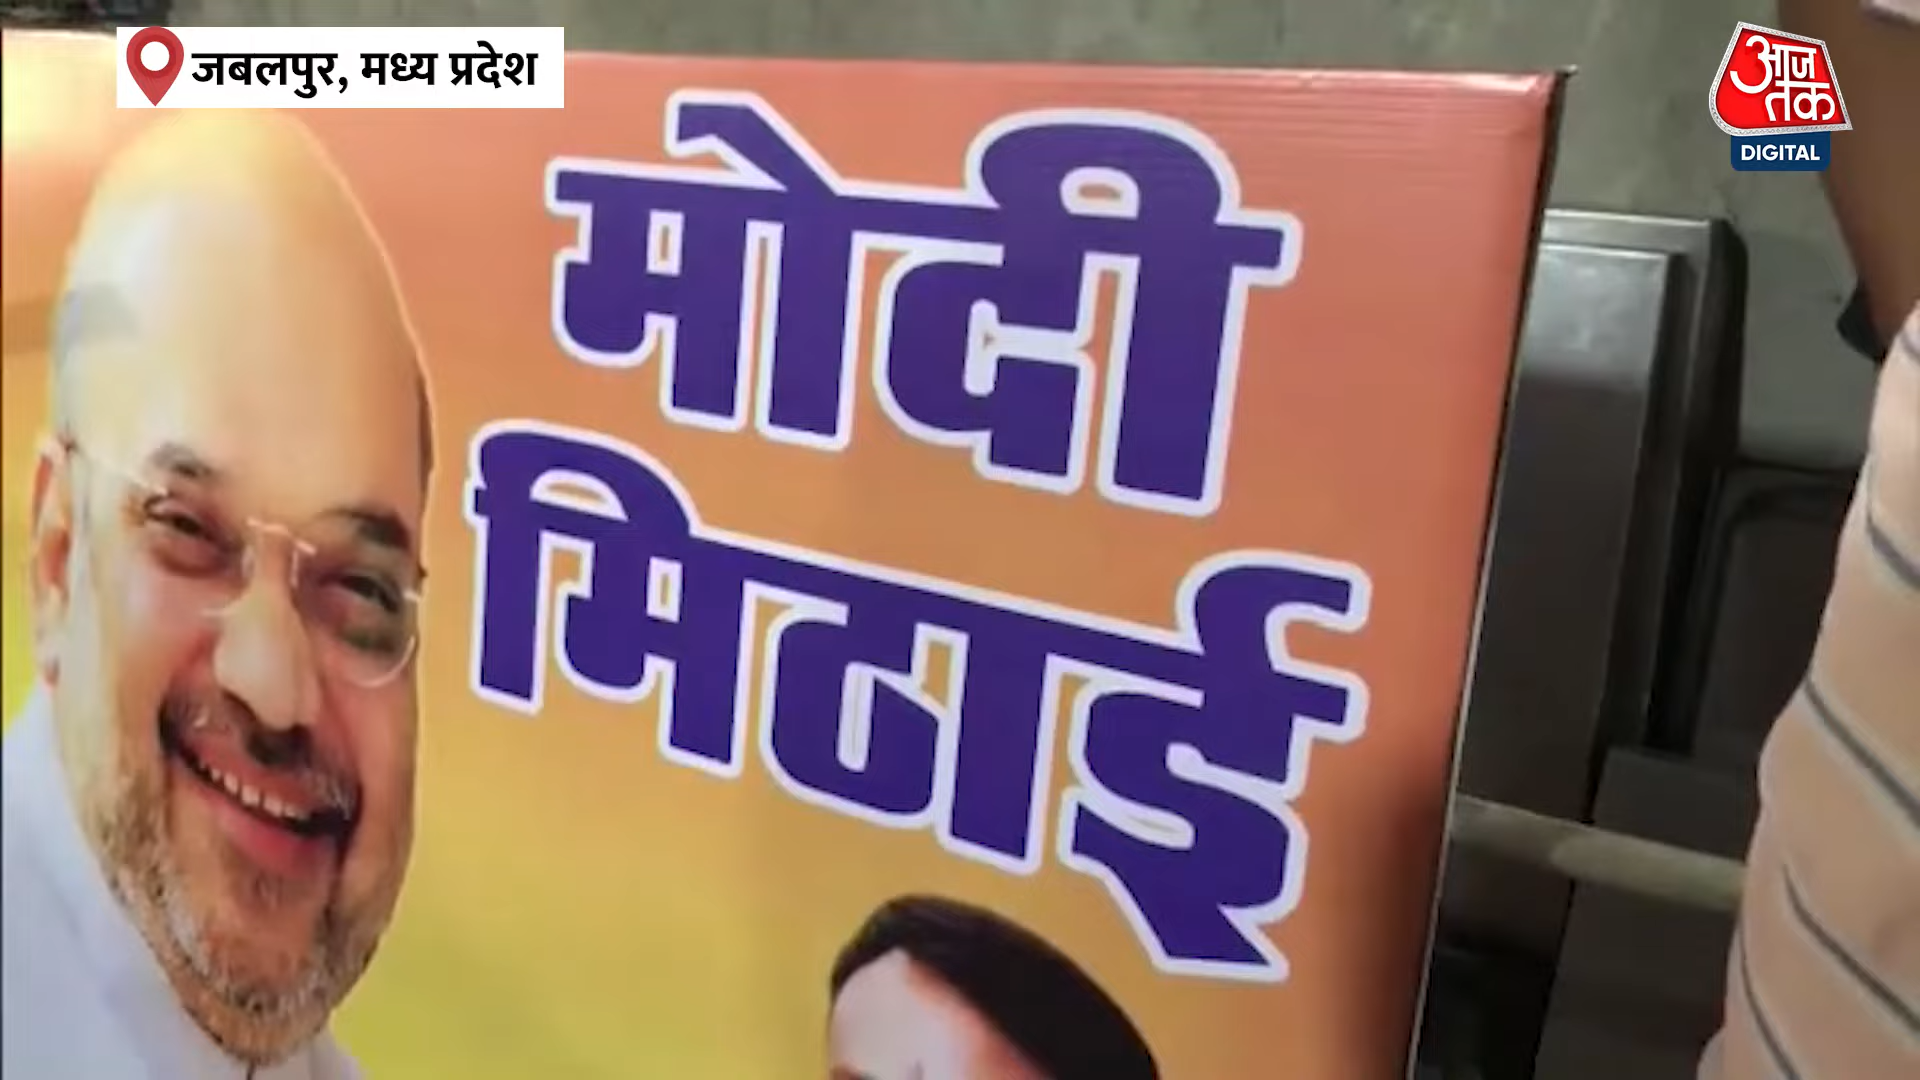 जबलपुर, मध्य प्रदेश
आज
तक
DIGITAL
मोदी
मिठाई